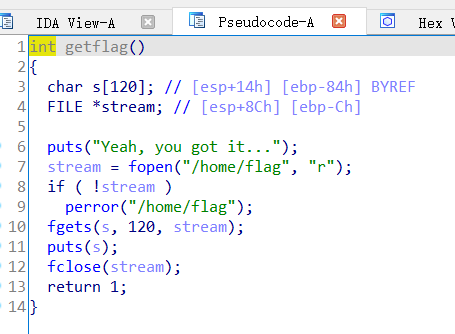 IDA View-A
Pseudocode-A
Hex V
1 int getflag()
2 {
3 char s[120]; // [esp+14h] [ebp-84h] BYREF
4 FILE *stream; // [esp+8Ch] [ebp-Ch]
5
6 puts("Yeah, you got it...");
7 stream = fopen("/home/flag", "r");
8 if ( !stream )
9 perror("/home/flag");
10 fgets(s, 120, stream);
11 puts(s);
12 fclose(stream);
13 return 1;
14 }